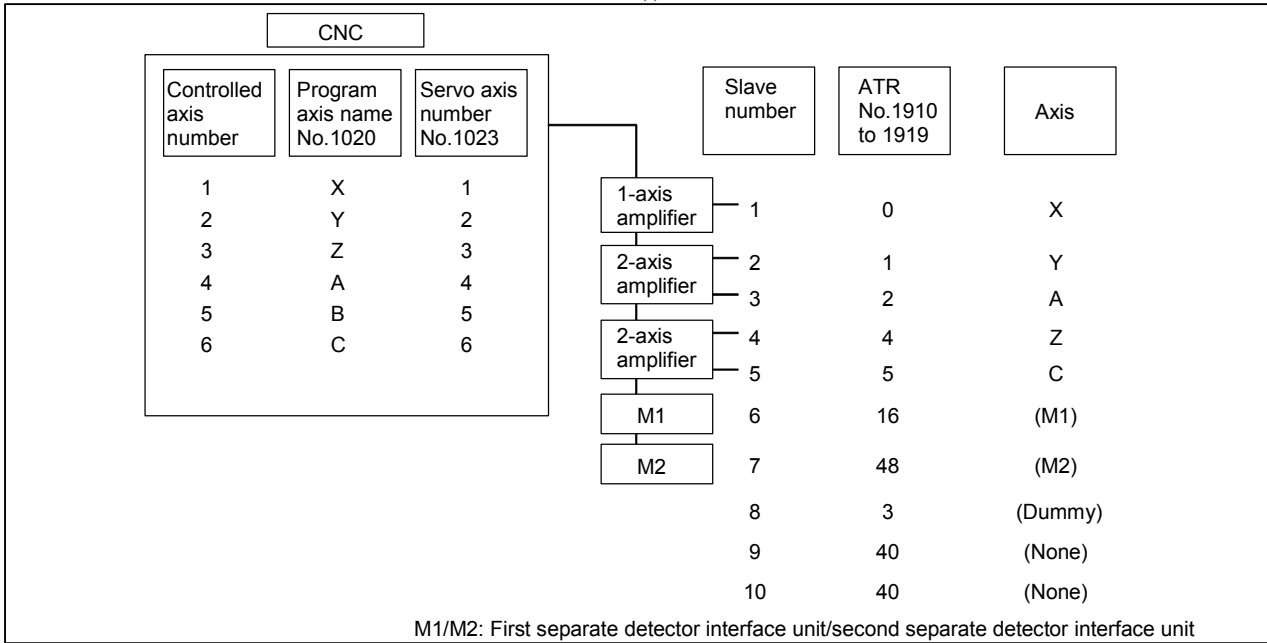 CNC
Controlled axis number
Program axis name No.1020
Servo axis number No.1023
1 X 1
2 Y 2
3 Z 3
4 A 4
5 B 5
6 C 6
Slave number
ATR No.1910 to 1919
Axis
1-axis amplifier
1 0 X
2-axis amplifier
2 1 Y
3 2 A
2-axis amplifier
4 4 Z
5 5 C
M1 6 16 (M1)
M2 7 48 (M2)
8 3 (Dummy)
9 40 (None)
10 40 (None)
M1/M2: First separate detector interface unit/second separate detector interface unit